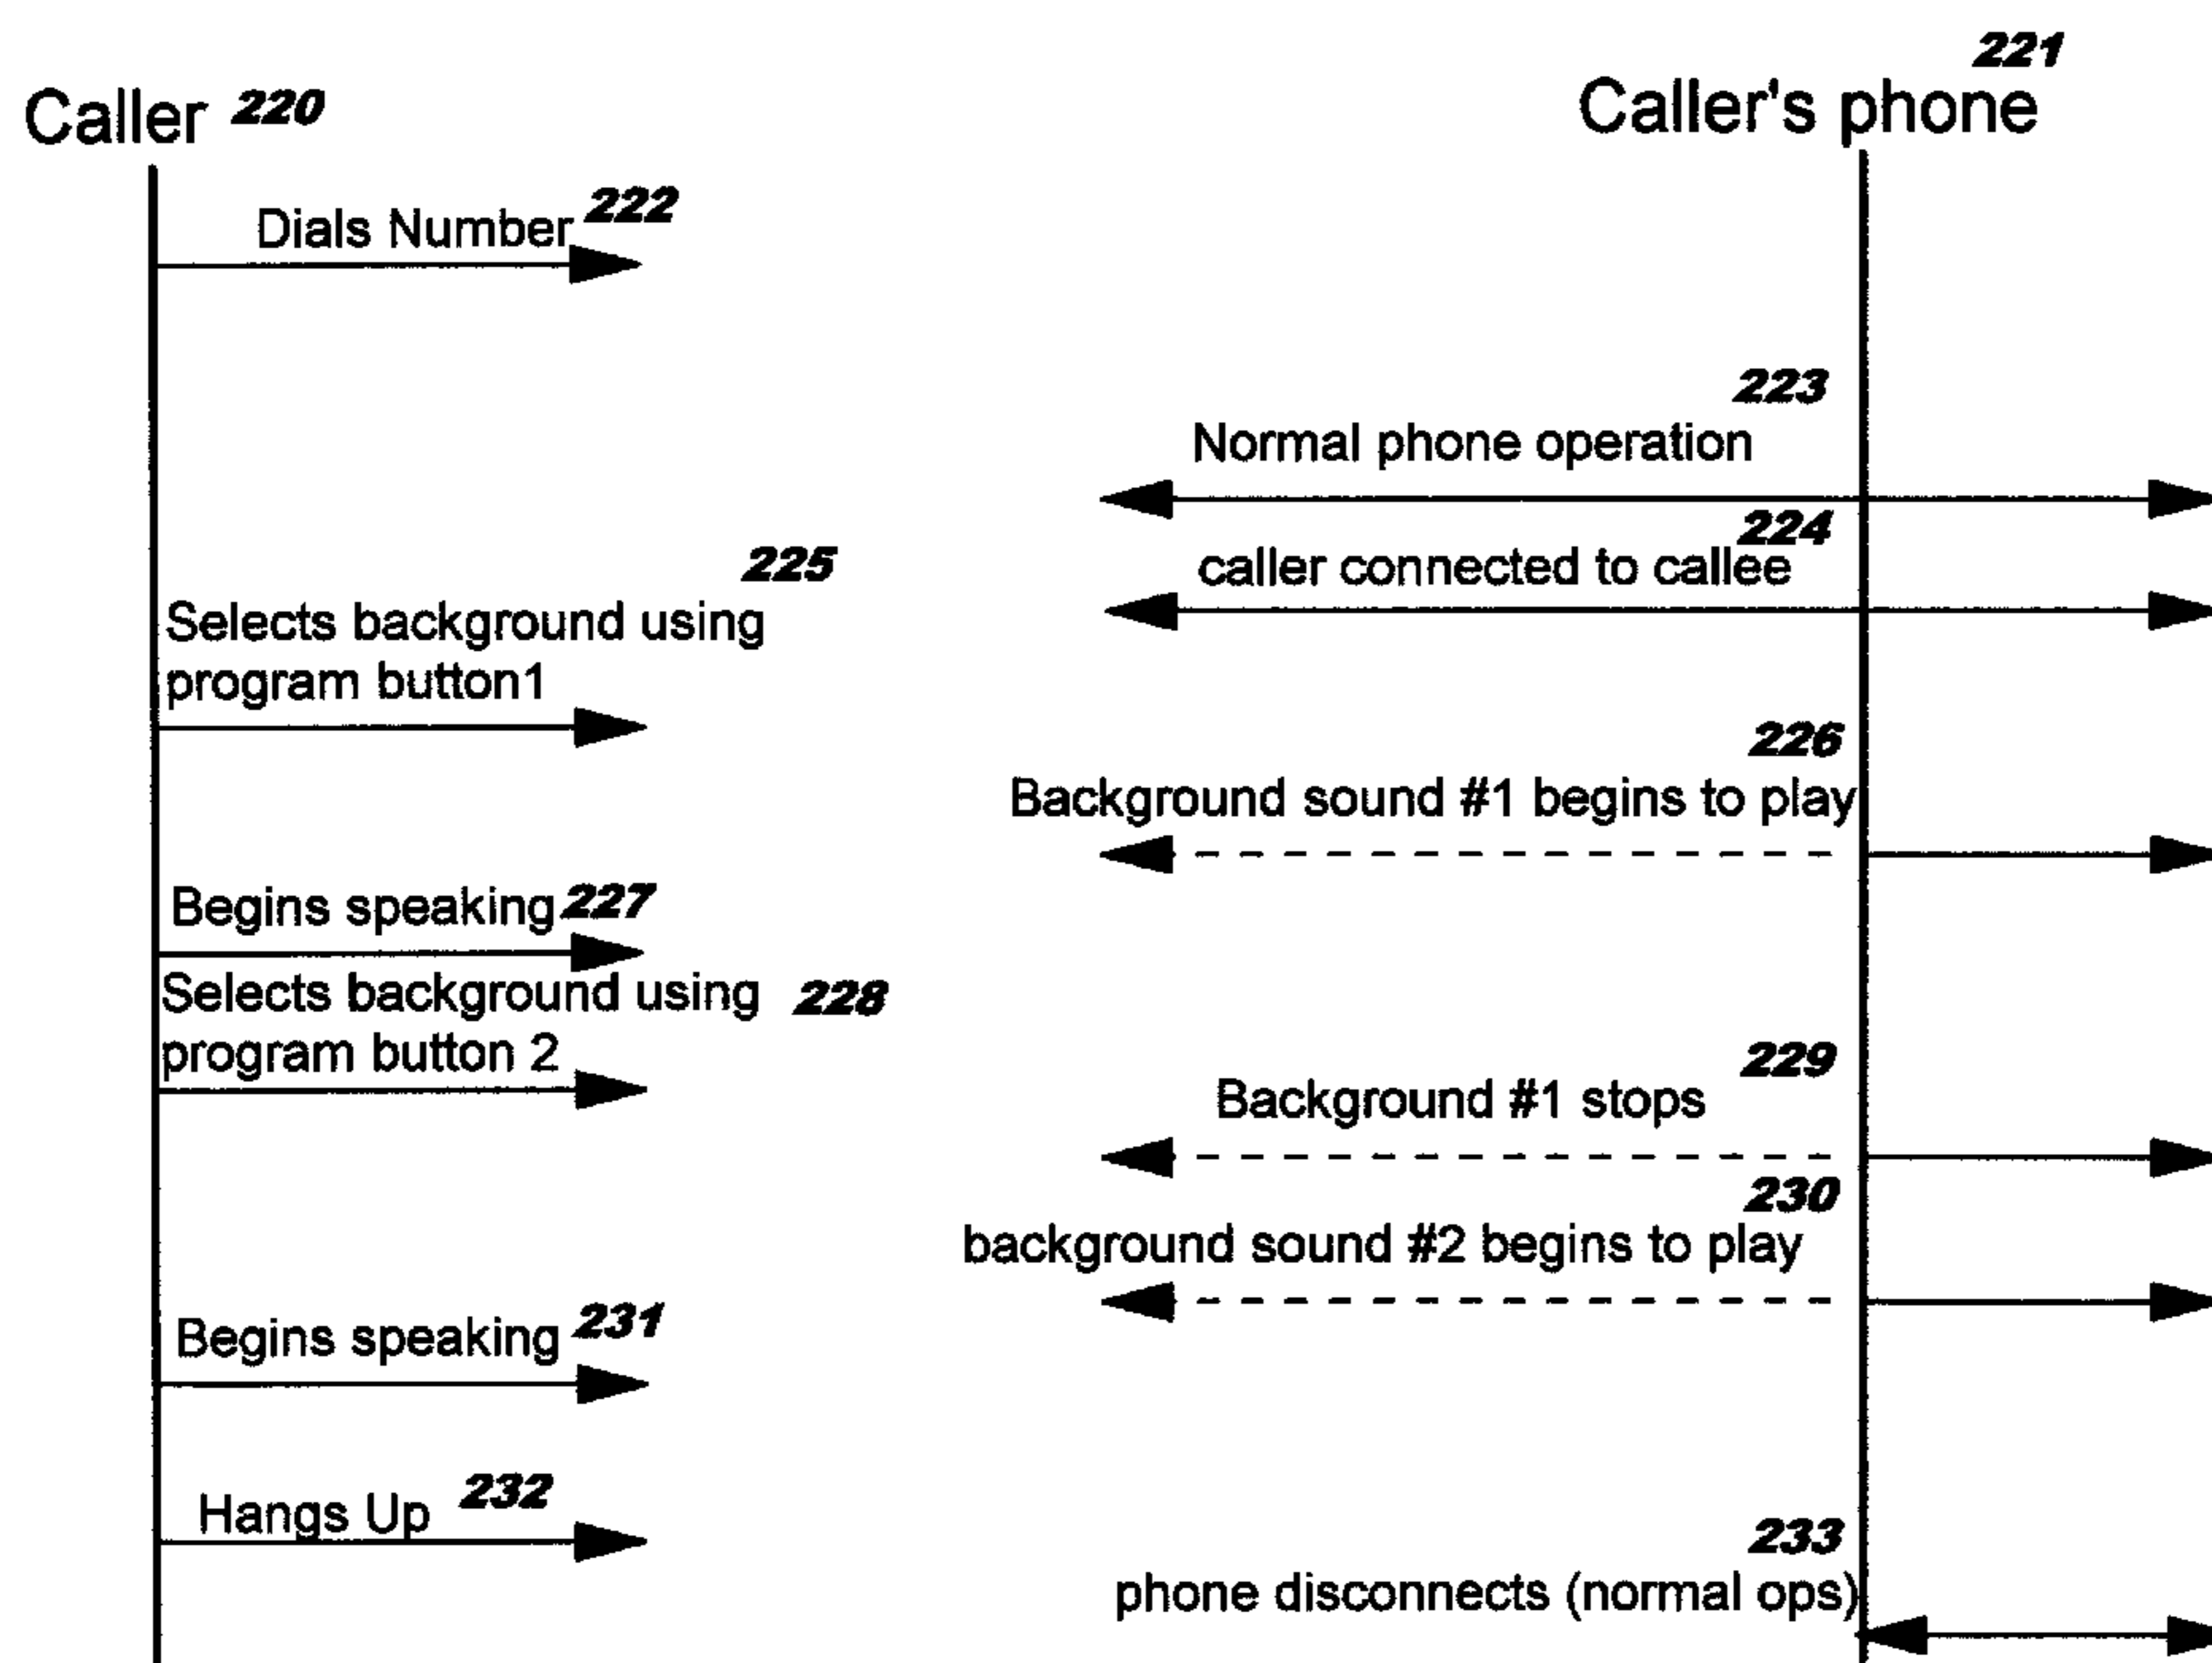 221
Caller 220
Caller's phone
Dials Number 222
223
Normal phone operation
224
caller connected to callee
225
Selects background using
program button1
226
Background sound #1 begins to play
Begins speaking 227
Selects background using 228
program button 2
229
Background #1 stops
230
background sound #2 begins to play
Begins speaking 231
Hangs Up 232
233
phone disconnects (normal ops)